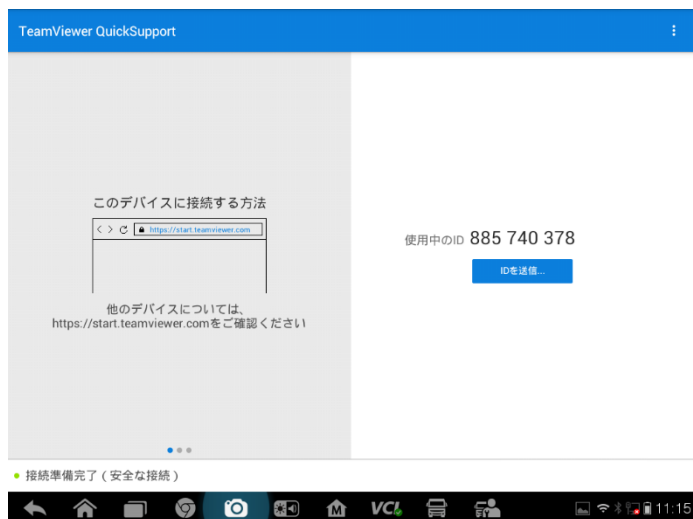 TeamViewer QuickSupport
このデバイスに接続する方法
https://start.teamviewer.com
他のデバイスについては、
https://start.teamviewer.comをご確認ください
使用中のID 885 740 378
IDを送信...
接続準備完了 ( 安全な接続 )
M VCI 11:15